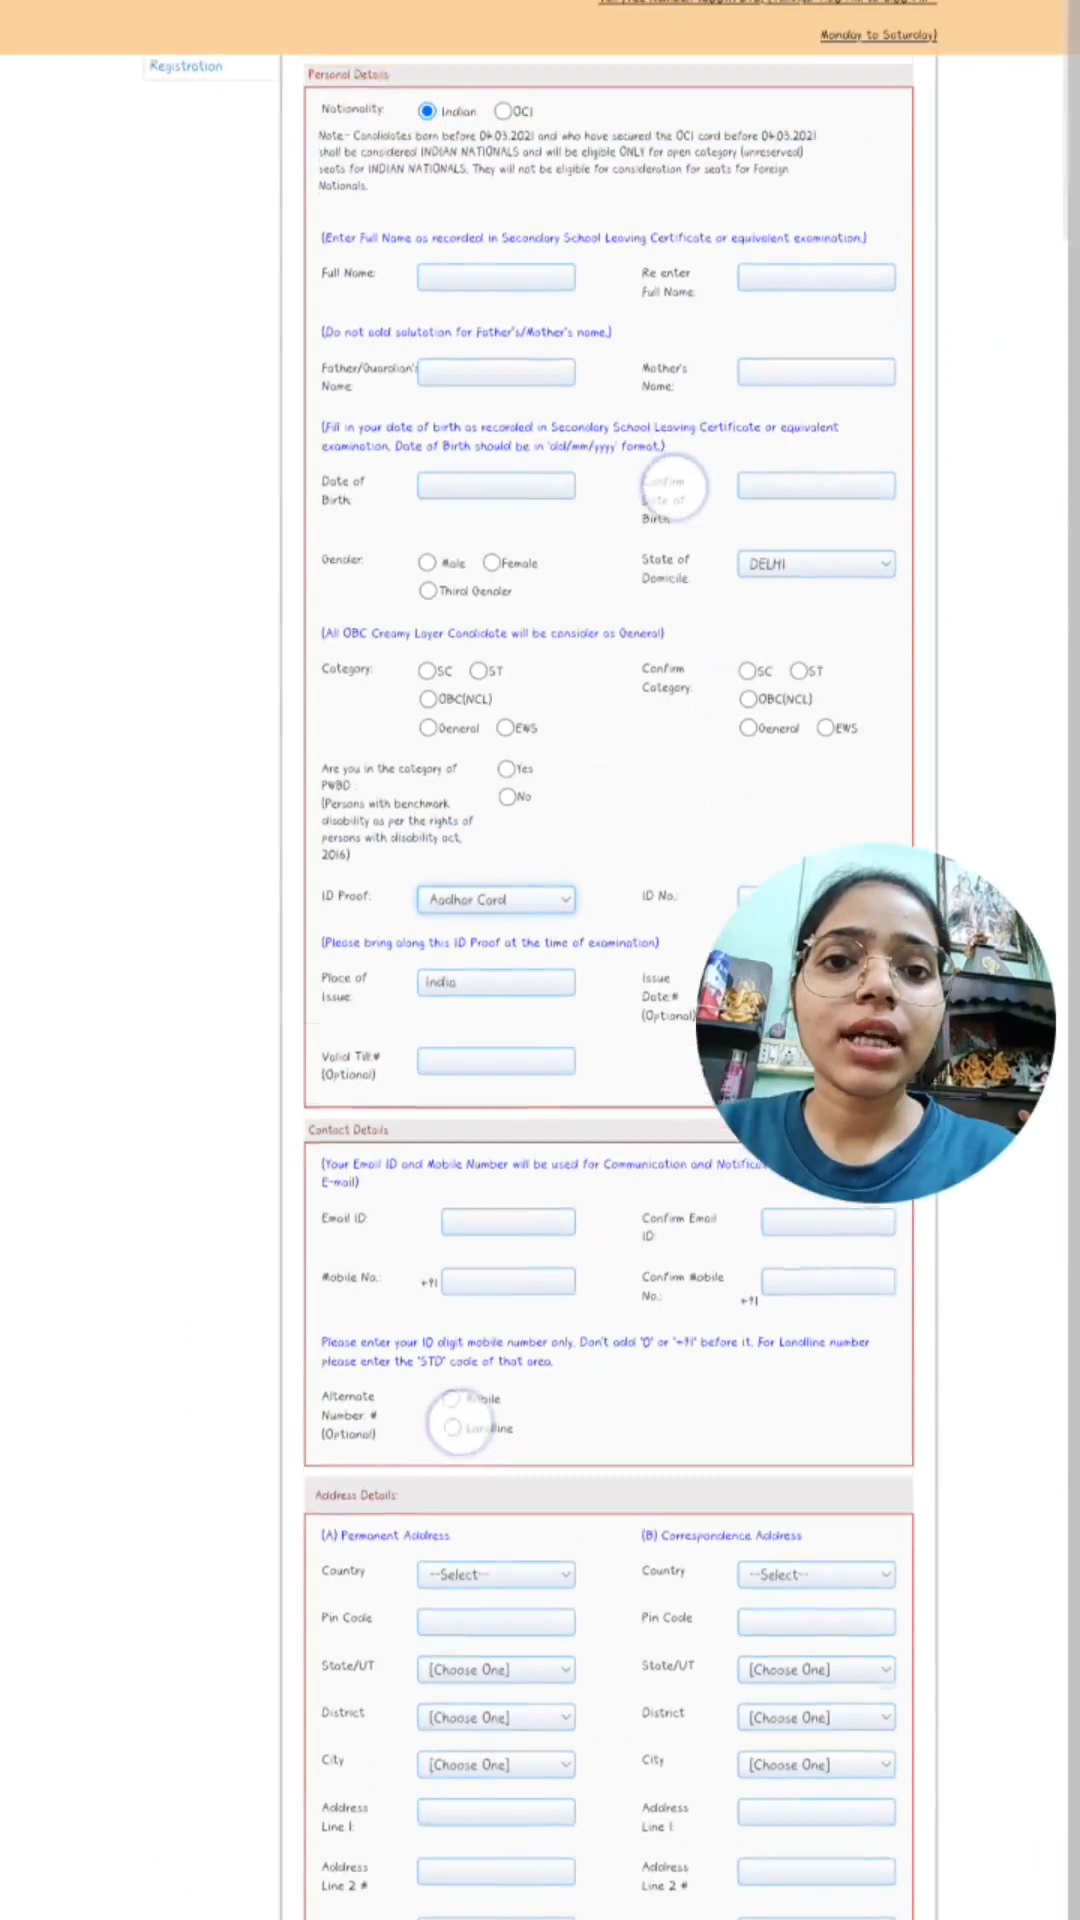 Monday to Saturday)
Registration
Personal Details
Nationality: Indian OCI
Note:- Candidates born before 04.03.2021 and who have secured the OCI card before 04.03.2021
shall be considered INDIAN NATIONALS and will be eligible ONLY for open category (unreserved)
seats for INDIAN NATIONALS. They will not be eligible for consideration for seats for Foreign
Nationals.
(Enter Full Name as recorded in Secondary School Leaving Certificate or equivalent examination.)
Full Name: Re enter
Full Name:
(Do not add salutation for Father's/Mother's name.)
Father/Guardian's Mother's
Name: Name:
(Fill in your date of birth as recorded in Secondary School Leaving Certificate or equivalent
examination. Date of Birth should be in 'dd/mm/yyyy' format.)
Date of Confirm
Birth: Date of
Birth:
Gender: Male Female State of DELHI
Third Gender Domicile:
(All OBC Creamy Layer Candidate will be consider as General)
Category: SC ST Confirm SC ST
OBC(NCL) Category: OBC(NCL)
General EWS General EWS
Are you in the category of Yes
PWBD : No
(Persons with benchmark
disability as per the rights of
persons with disability act,
2016)
ID Proof: Aadhar Card ID No.:
(Please bring along this ID Proof at the time of examination)
Place of India Issue
Issue: Date:#
(Optional)
Valid Till:#
(Optional)
Contact Details
(Your Email ID and Mobile Number will be used for Communication and
E-mail)
Email ID: Confirm Email
ID:
Mobile No.: +91 Confirm Mobile
No.: +91
Please enter your 10 digit mobile number only. Don't add "0" or "+91" before it. For Landline number
please enter the "STD" code of that area.
Alternate Mobile
Number: # Landline
(Optional)
Address Details:
(A) Permanent Address (B) Correspondence Address
Country --Select-- Country --Select--
Pin Code Pin Code
State/UT [Choose One] State/UT [Choose One]
District [Choose One] District [Choose One]
City [Choose One] City [Choose One]
Address Address
Line 1: Line 1:
Address Address
Line 2 # Line 2 #